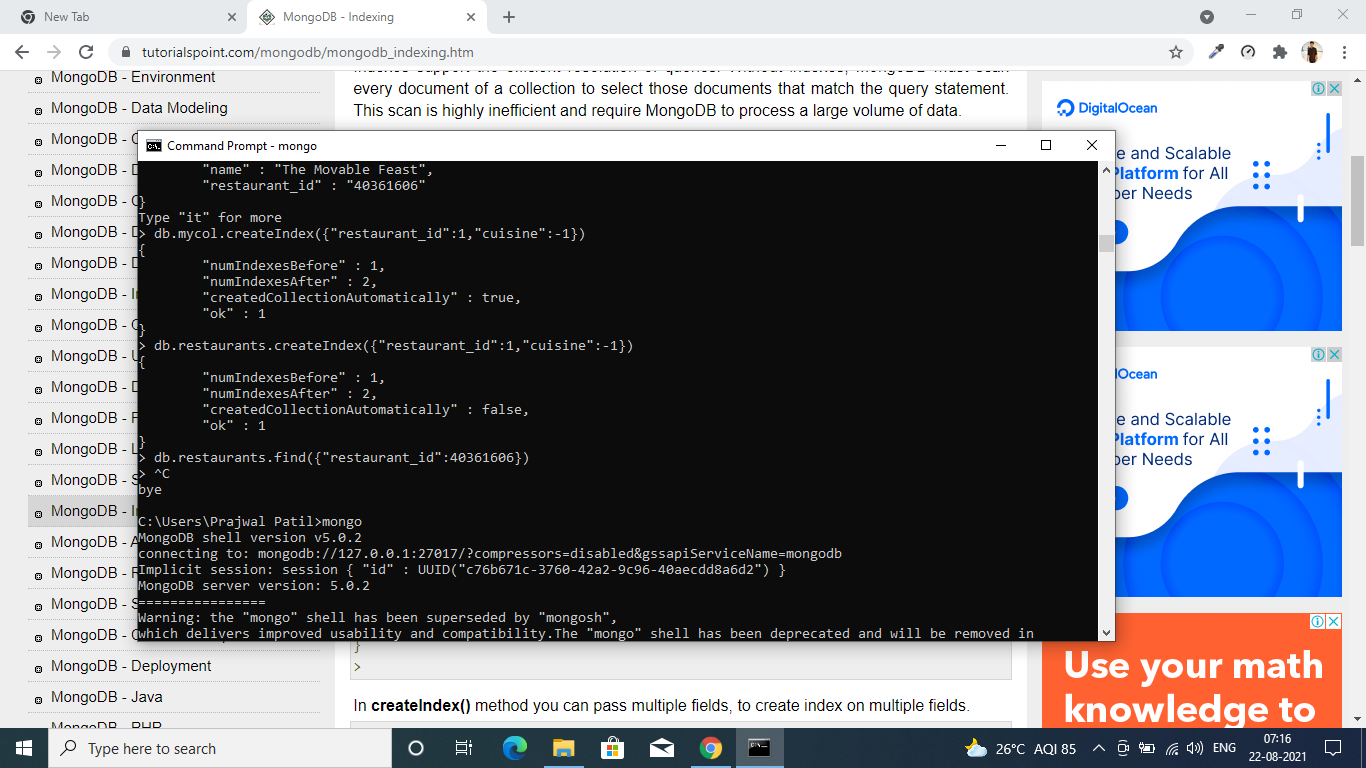 New Tab
MongoDB - Indexing
tutorialspoint.com/mongodb/mongodb_indexing.htm
MongoDB - Environment
MongoDB - Data Modeling
MongoDB - C
MongoDB - D
MongoDB - C
MongoDB - D
MongoDB - D
MongoDB - I
MongoDB - Q
MongoDB - U
MongoDB - D
MongoDB - P
MongoDB - L
MongoDB - S
MongoDB - I
MongoDB - A
MongoDB - R
MongoDB - S
MongoDB - C
MongoDB - Deployment
MongoDB - Java
MongoDB - PHP
every document of a collection to select those documents that match the query statement.
This scan is highly inefficient and require MongoDB to process a large volume of data.
Command Prompt - mongo
"name" : "The Movable Feast",
"restaurant_id" : "40361606"
}
Type "it" for more
> db.mycol.createIndex({"restaurant_id":1,"cuisine":-1})
{
"numIndexesBefore" : 1,
"numIndexesAfter" : 2,
"createdCollectionAutomatically" : true,
"ok" : 1
}
> db.restaurants.createIndex({"restaurant_id":1,"cuisine":-1})
{
"numIndexesBefore" : 1,
"numIndexesAfter" : 2,
"createdCollectionAutomatically" : false,
"ok" : 1
}
> db.restaurants.find({"restaurant_id":40361606})
> ^C
bye
C:\Users\Prajwal Patil>mongo
MongoDB shell version v5.0.2
connecting to: mongodb://127.0.0.1:27017/?compressors=disabled&gssapiServiceName=mongodb
Implicit session: session { "id" : UUID("c76b671c-3760-42a2-9c96-40aecdd8a6d2") }
MongoDB server version: 5.0.2
================
Warning: the "mongo" shell has been superseded by "mongosh",
which delivers improved usability and compatibility.The "mongo" shell has been deprecated and will be removed in
}
>
In createIndex() method you can pass multiple fields, to create index on multiple fields.
DigitalOcean
e and Scalable
Platform for All
per Needs
lOcean
e and Scalable
Platform for All
per Needs
Use your math
knowledge to
Type here to search
26°C AQI 85
ENG
07:16
22-08-2021